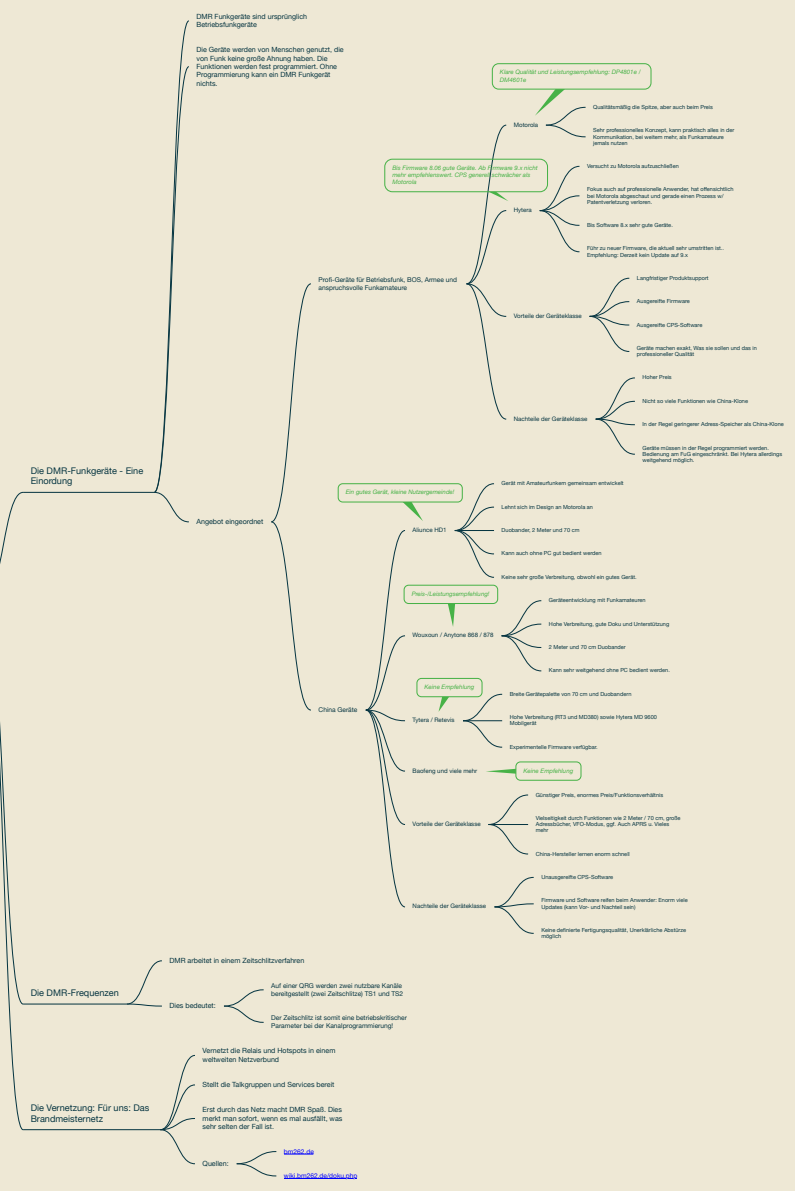 DMR Funkgeräte sind ursprünglich
Betriebsfunkgeräte
Die Geräte werden von Menschen genutzt, die
von Funk keine große Ahnung haben. Die
Funktionen werden fest programmiert. Ohne
Programmierung kann ein DMR Funkgerät
nichts.
Die DMR-Funkgeräte - Eine
Einordung
Angebot eingeordnet
Profi-Geräte für Betriebsfunk, BOS, Armee und
anspruchsvolle Funkamateure
Klare Qualität und Leistungsempfehlung: DP4801e /
DM4601e
Motorola
Qualitätsmäßig die Spitze, aber auch beim Preis
Sehr professionelles Konzept, kann praktisch alles in der
Kommunikation, bei weitem mehr, als Funkamateure
jemals nutzen
Bis Firmware 8.06 gute Geräte. Ab Firmware 9.x nicht
mehr empfehlenswert. CPS generell schwächer als
Motorola
Hytera
Versucht zu Motorola aufzuschließen
Fokus auch auf professionelle Anwender, hat offensichtlich
bei Motorola abgeschaut und gerade einen Prozess w/
Patentverletzung verloren.
Bis Software 8.x sehr gute Geräte.
Führ zu neuer Firmware, die aktuell sehr umstritten ist..
Empfehlung: Derzeit kein Update auf 9.x
Vorteile der Geräteklasse
Langfristiger Produktsupport
Ausgereifte Firmware
Ausgereifte CPS-Software
Geräte machen exakt, Was sie sollen und das in
professioneller Qualität
Nachteile der Geräteklasse
Hoher Preis
Nicht so viele Funktionen wie China-Klone
In der Regel geringerer Adress-Speicher als China-Klone
Geräte müssen in der Regel programmiert werden.
Bedienung am FuG eingeschränkt. Bei Hytera allerdings
weitgehend möglich.
China Geräte
Ein gutes Gerät, kleine Nutzergemeinde!
Aliunce HD1
Gerät mit Amateurfunkern gemeinsam entwickelt
Lehnt sich im Design an Motorola an
Duobander, 2 Meter und 70 cm
Kann auch ohne PC gut bedient werden
Keine sehr große Verbreitung, obwohl ein gutes Gerät.
Preis-/Leistungsempfehlung!
Wouxoun / Anytone 868 / 878
Geräteentwicklung mit Funkamateuren
Hohe Verbreitung, gute Doku und Unterstützung
2 Meter und 70 cm Duobander
Kann sehr weitgehend ohne PC bedient werden.
Keine Empfehlung
Tytera / Retevis
Breite Gerätepalette von 70 cm und Duobandern
Hohe Verbreitung (RT3 und MD380) sowie Hytera MD 9600
Mobilgerät
Experimentelle Firmware verfügbar.
Baofeng und viele mehr
Keine Empfehlung
Vorteile der Geräteklasse
Günstiger Preis, enormes Preis/Funktionsverhältnis
Vielseitigkeit durch Funktionen wie 2 Meter / 70 cm, große
Adressbücher, VFO-Modus, ggf. Auch APRS u. Vieles
mehr
China-Hersteller lernen enorm schnell
Nachteile der Geräteklasse
Unausgereifte CPS-Software
Firmware und Software reifen beim Anwender: Enorm viele
Updates (kann Vor- und Nachteil sein)
Keine definierte Fertigungsqualität, Unerklärliche Abstürze
möglich
Die DMR-Frequenzen
DMR arbeitet in einem Zeitschlitzverfahren
Dies bedeutet:
Auf einer QRG werden zwei nutzbare Kanäle
bereitgestellt (zwei Zeitschlitze) TS1 und TS2
Der Zeitschlitz ist somit eine betriebskritischer
Parameter bei der Kanalprogrammierung!
Die Vernetzung: Für uns: Das
Brandmeisternetz
Vernetzt die Relais und Hotspots in einem
weltweiten Netzverbund
Stellt die Talkgruppen und Services bereit
Erst durch das Netz macht DMR Spaß. Dies
merkt man sofort, wenn es mal ausfällt, was
sehr selten der Fall ist.
Quellen:
bm262.de
wiki.bm262.de/doku.php